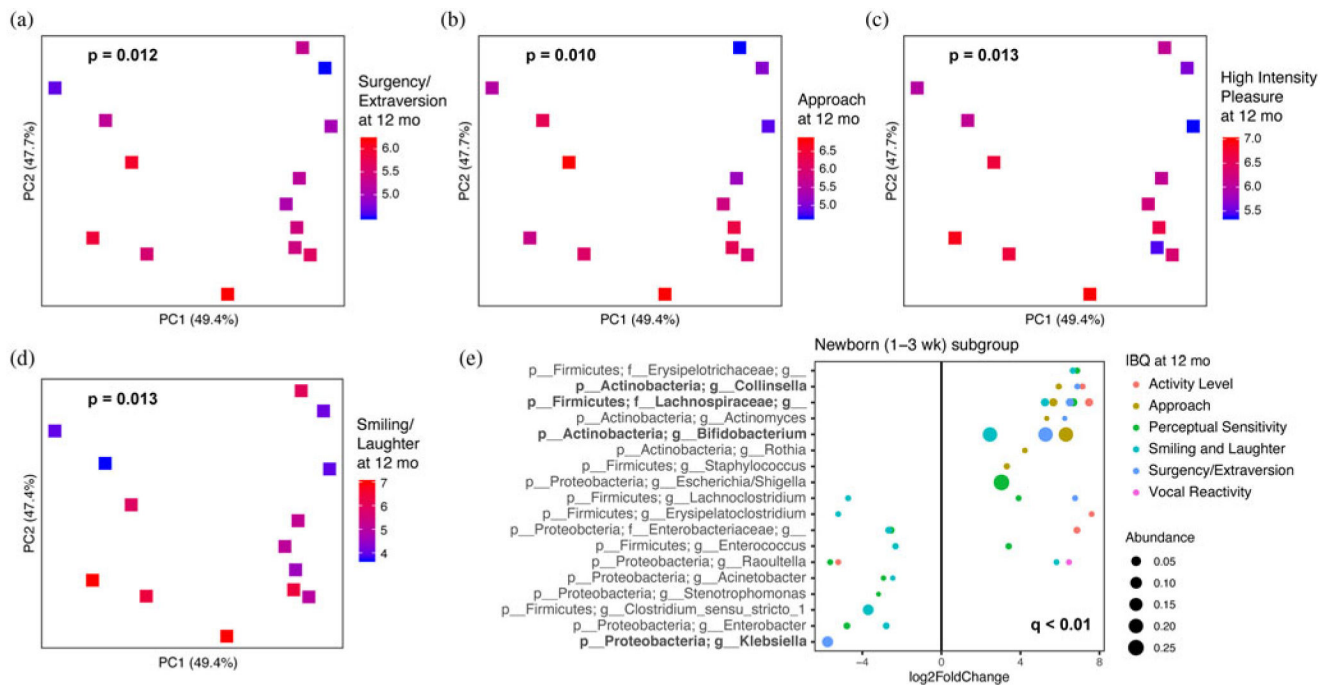 (a)
p = 0.012
PC2 (47.7%)
PC1 (49.4%)
Surgency/
Extraversion
at 12 mo
6.0
5.5
5.0
(b)
p = 0.010
PC2 (47.7%)
PC1 (49.4%)
Approach
at 12 mo
6.5
6.0
5.5
5.0
(c)
p = 0.013
PC2 (47.7%)
PC1 (49.4%)
High Intensity
Pleasure
at 12 mo
7.0
6.5
6.0
5.5
(d)
p = 0.013
PC2 (47.4%)
PC1 (49.4%)
Smiling/
Laughter
at 12 mo
7
6
5
4
(e)
Newborn (1–3 wk) subgroup
p__Firmicutes; f__Erysipelotrichaceae; g__
p__Actinobacteria; g__Collinsella
p__Firmicutes; f__Lachnospiraceae; g__
p__Actinobacteria; g__Actinomyces
p__Actinobacteria; g__Bifidobacterium
p__Actinobacteria; g__Rothia
p__Firmicutes; g__Staphylococcus
p__Proteobacteria; g__Escherichia/Shigella
p__Firmicutes; g__Lachnoclostridium
p__Firmicutes; g__Erysipelatoclostridium
p__Proteobcteria; f__Enterobacteriaceae; g__
p__Firmicutes; g__Enterococcus
p__Proteobacteria; g__Raoultella
p__Proteobacteria; g__Acinetobacter
p__Proteobacteria; g__Stenotrophomonas
p__Firmicutes; g__Clostridium_sensu_stricto_1
p__Proteobacteria; g__Enterobacter
p__Proteobacteria; g__Klebsiella
q < 0.01
−4 0 4 8
log2FoldChange
IBQ at 12 mo
Activity Level
Approach
Perceptual Sensitivity
Smiling and Laughter
Surgency/Extraversion
Vocal Reactivity
Abundance
0.05
0.10
0.15
0.20
0.25